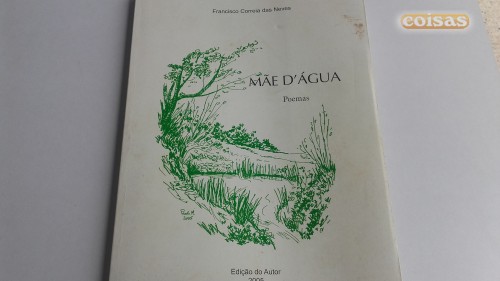 coisas
Francisco Correia das Neves
MÃE D'ÁGUA
Poemas
Edição do Autor